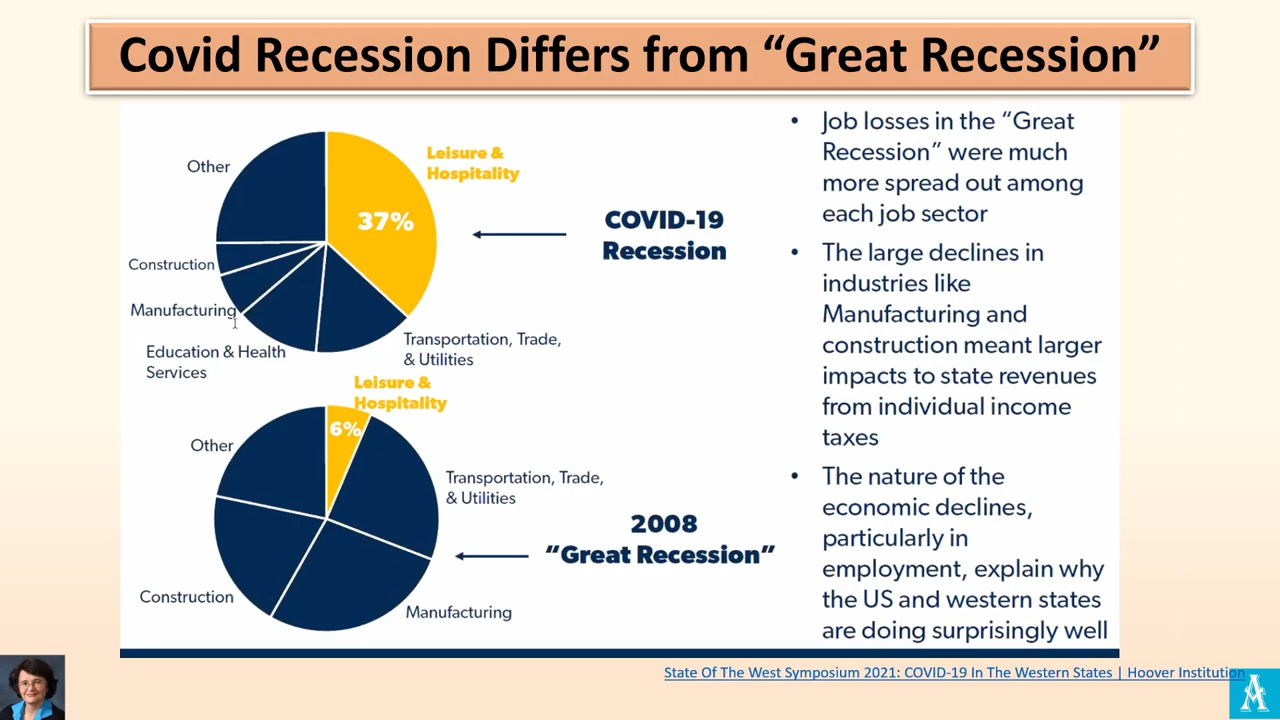 Covid Recession Differs from “Great Recession”
Other
Leisure &
Hospitality
37%
Construction
Manufacturing
Education & Health
Services
Transportation, Trade,
& Utilities
COVID-19
Recession
Leisure &
Hospitality
6%
Other
Transportation, Trade,
& Utilities
Construction
Manufacturing
2008
“Great Recession”
• Job losses in the “Great
Recession” were much
more spread out among
each job sector
• The large declines in
industries like
Manufacturing and
construction meant larger
impacts to state revenues
from individual income
taxes
• The nature of the
economic declines,
particularly in
employment, explain why
the US and western states
are doing surprisingly well
State Of The West Symposium 2021: COVID-19 In The Western States | Hoover Institution
A